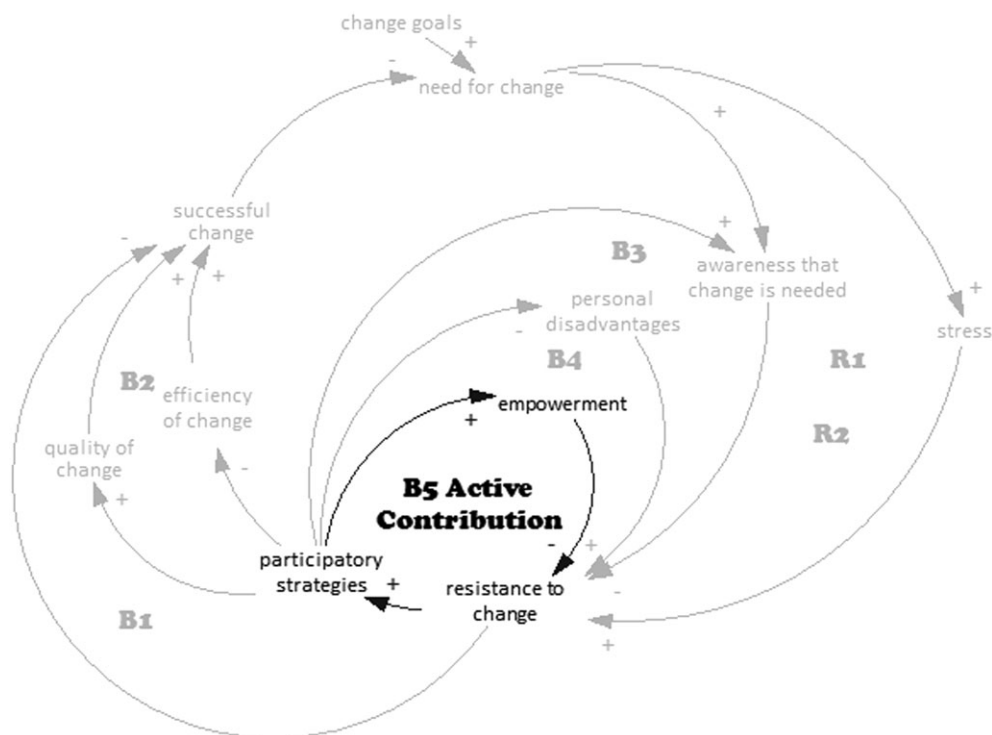 change goals
+
-
need for change
+
successful
change
-
+
+
+
B3
awareness that
change is needed
personal
disadvantages
-
+
stress
R1
B4
B2
efficiency
of change
empowerment
+
R2
quality of
change
-
+
B5 Active
Contribution
-
+
participatory
strategies
+
resistance to
change
-
B1
+